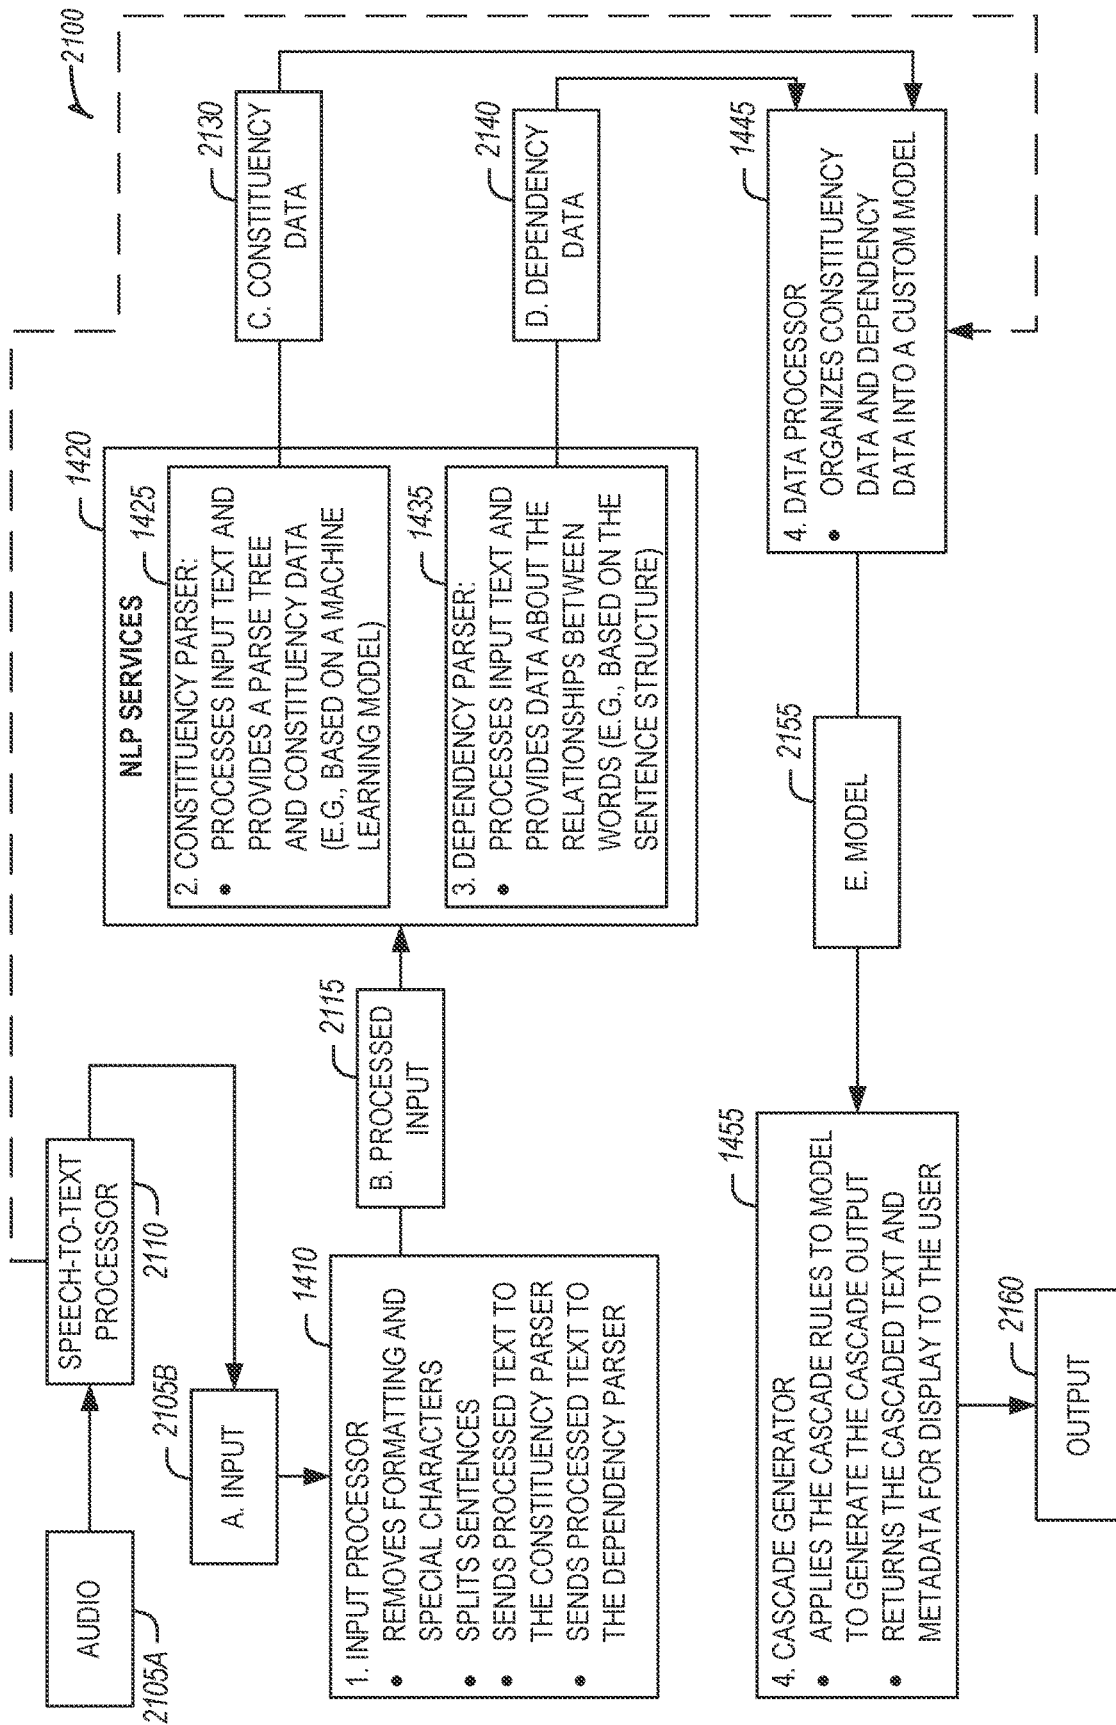 2100
AUDIO
2105A
SPEECH-TO-TEXT
PROCESSOR
2110
A. INPUT
2105B
1. INPUT PROCESSOR
• REMOVES FORMATTING AND
SPECIAL CHARACTERS
• SPLITS SENTENCES
• SENDS PROCESSED TEXT TO
THE CONSTITUENCY PARSER
• SENDS PROCESSED TEXT TO
THE DEPENDENCY PARSER
1410
B. PROCESSED
INPUT
2115
NLP SERVICES
1420
2. CONSTITUENCY PARSER:
• PROCESSES INPUT TEXT AND
PROVIDES A PARSE TREE
AND CONSTITUENCY DATA
(E.G., BASED ON A MACHINE
LEARNING MODEL)
1425
3. DEPENDENCY PARSER:
• PROCESSES INPUT TEXT AND
PROVIDES DATA ABOUT THE
RELATIONSHIPS BETWEEN
WORDS (E.G., BASED ON THE
SENTENCE STRUCTURE)
1435
C. CONSTITUENCY
DATA
2130
D. DEPENDENCY
DATA
2140
4. DATA PROCESSOR
• ORGANIZES CONSTITUENCY
DATA AND DEPENDENCY
DATA INTO A CUSTOM MODEL
1445
E. MODEL
2155
4. CASCADE GENERATOR
• APPLIES THE CASCADE RULES TO MODEL
TO GENERATE THE CASCADE OUTPUT
• RETURNS THE CASCADED TEXT AND
METADATA FOR DISPLAY TO THE USER
1455
OUTPUT
2160